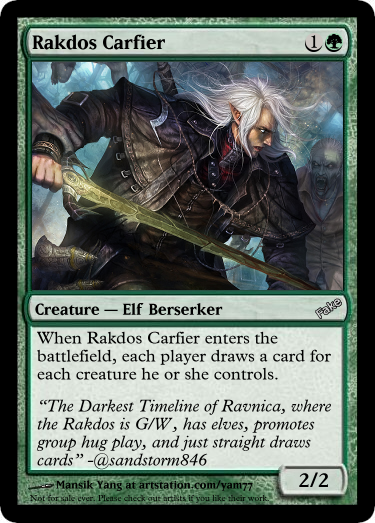 Rakdos Carfier 1
Creature — Elf Berserker Fake
When Rakdos Carfier enters the
battlefield, each player draws a card for
each creature he or she controls.
“The Darkest Timeline of Ravnica, where
the Rakdos is G/W, has elves, promotes
group hug play, and just straight draws
cards” -@sandstorm846
2/2
Mansik Yang at artstation.com/yam77
Not for sale ever. Please check out artists if you like their work.